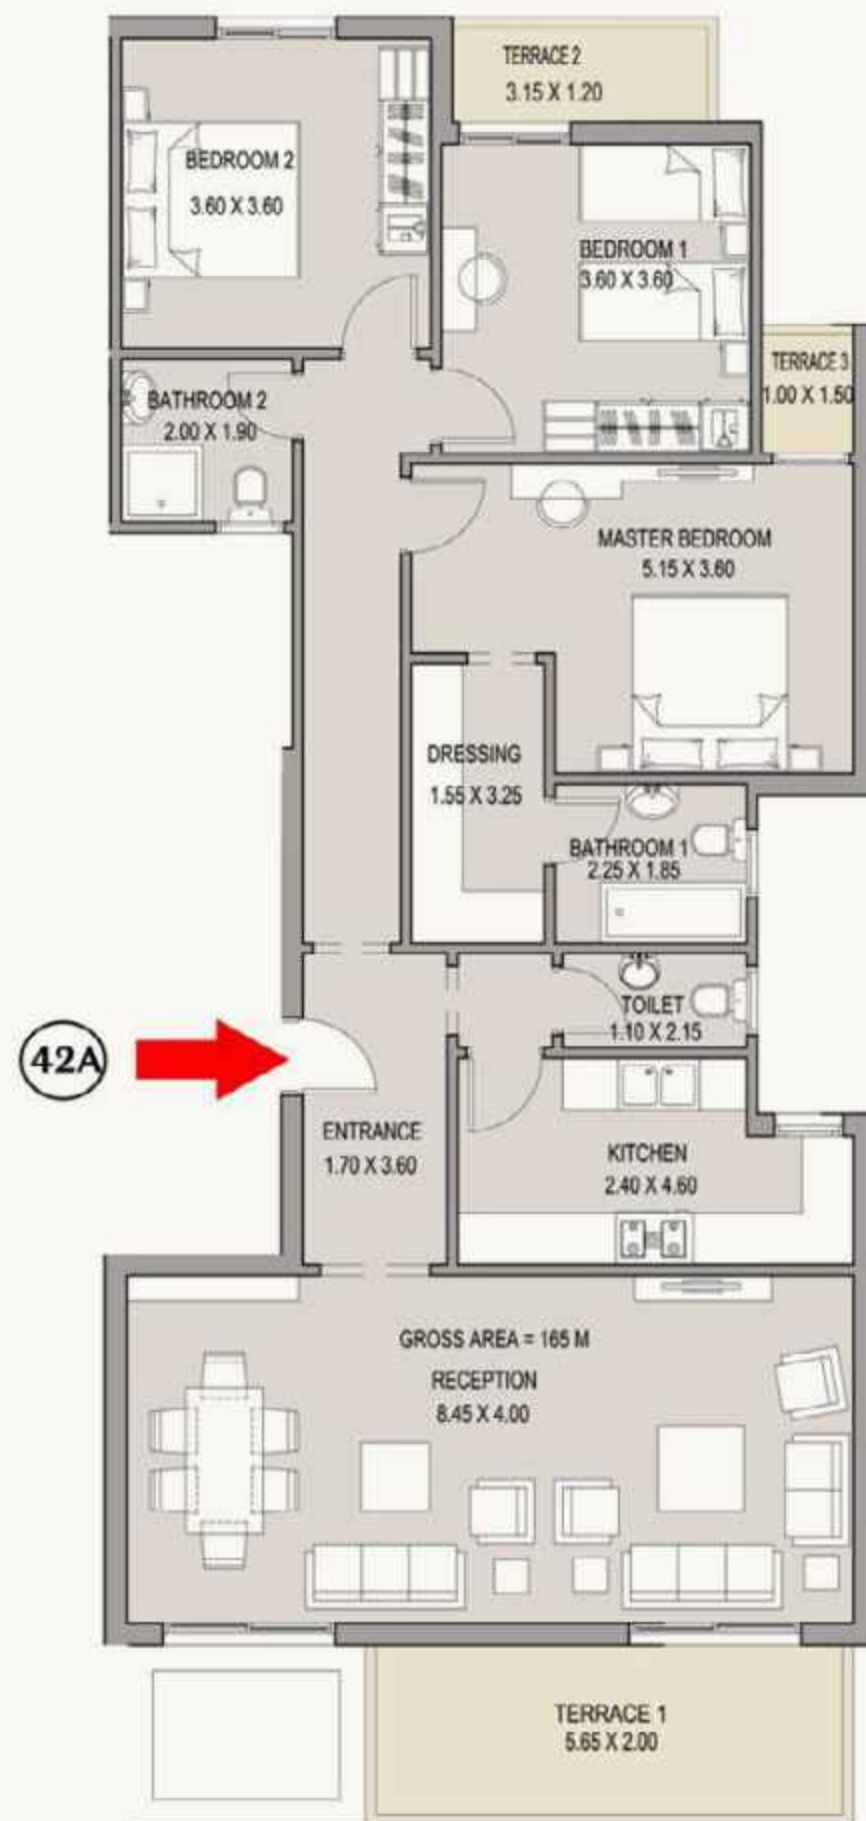 TERRACE 2
3.15 X 1.20
BEDROOM 2
3.60 X 3.60
BEDROOM 1
3.60 X 3.60
TERRACE 3
1.00 X 1.50
BATHROOM 2
2.00 X 1.90
MASTER BEDROOM
5.15 X 3.60
DRESSING
1.55 X 3.25
BATHROOM 1
2.25 X 1.85
TOILET
1.10 X 2.15
42A
ENTRANCE
1.70 X 3.60
KITCHEN
2.40 X 4.60
GROSS AREA = 165 M
RECEPTION
8.45 X 4.00
TERRACE 1
5.65 X 2.00